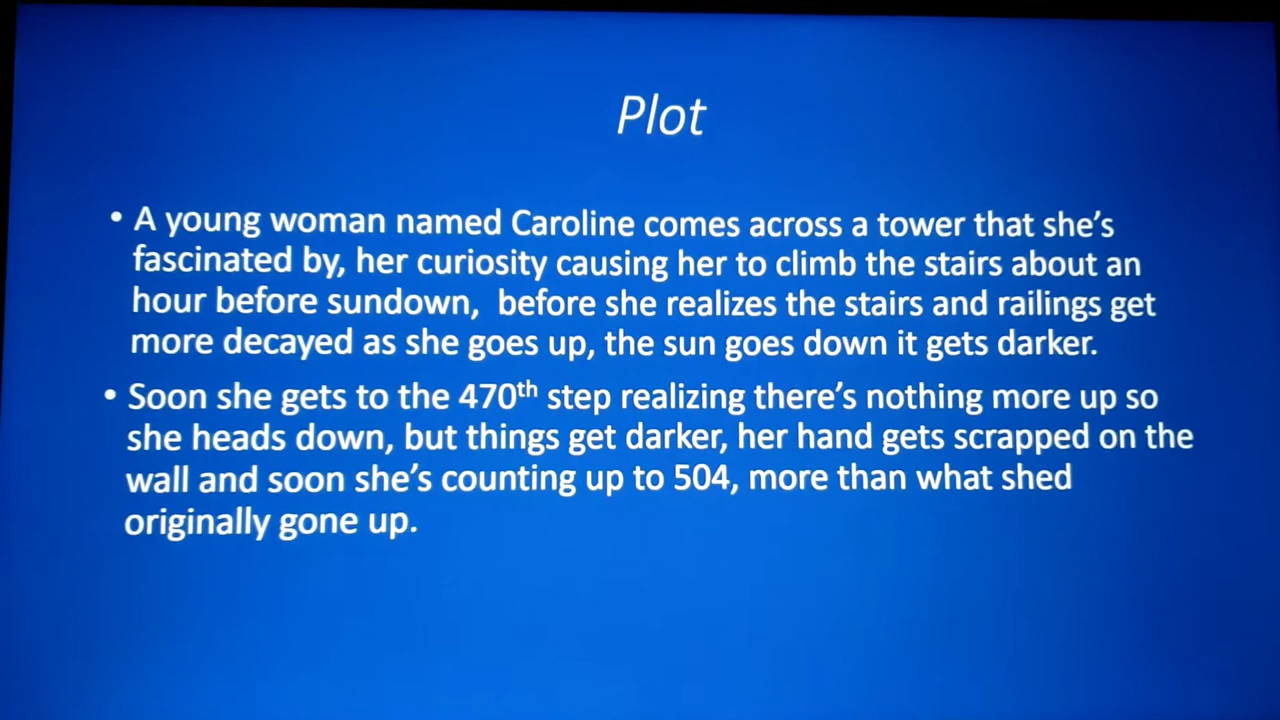 Plot
• A young woman named Caroline comes across a tower that she's
fascinated by, her curiosity causing her to climb the stairs about an
hour before sundown,  before she realizes the stairs and railings get
more decayed as she goes up, the sun goes down it gets darker.
• Soon she gets to the 470th step realizing there's nothing more up so
she heads down, but things get darker, her hand gets scrapped on the
wall and soon she's counting up to 504, more than what shed
originally gone up.